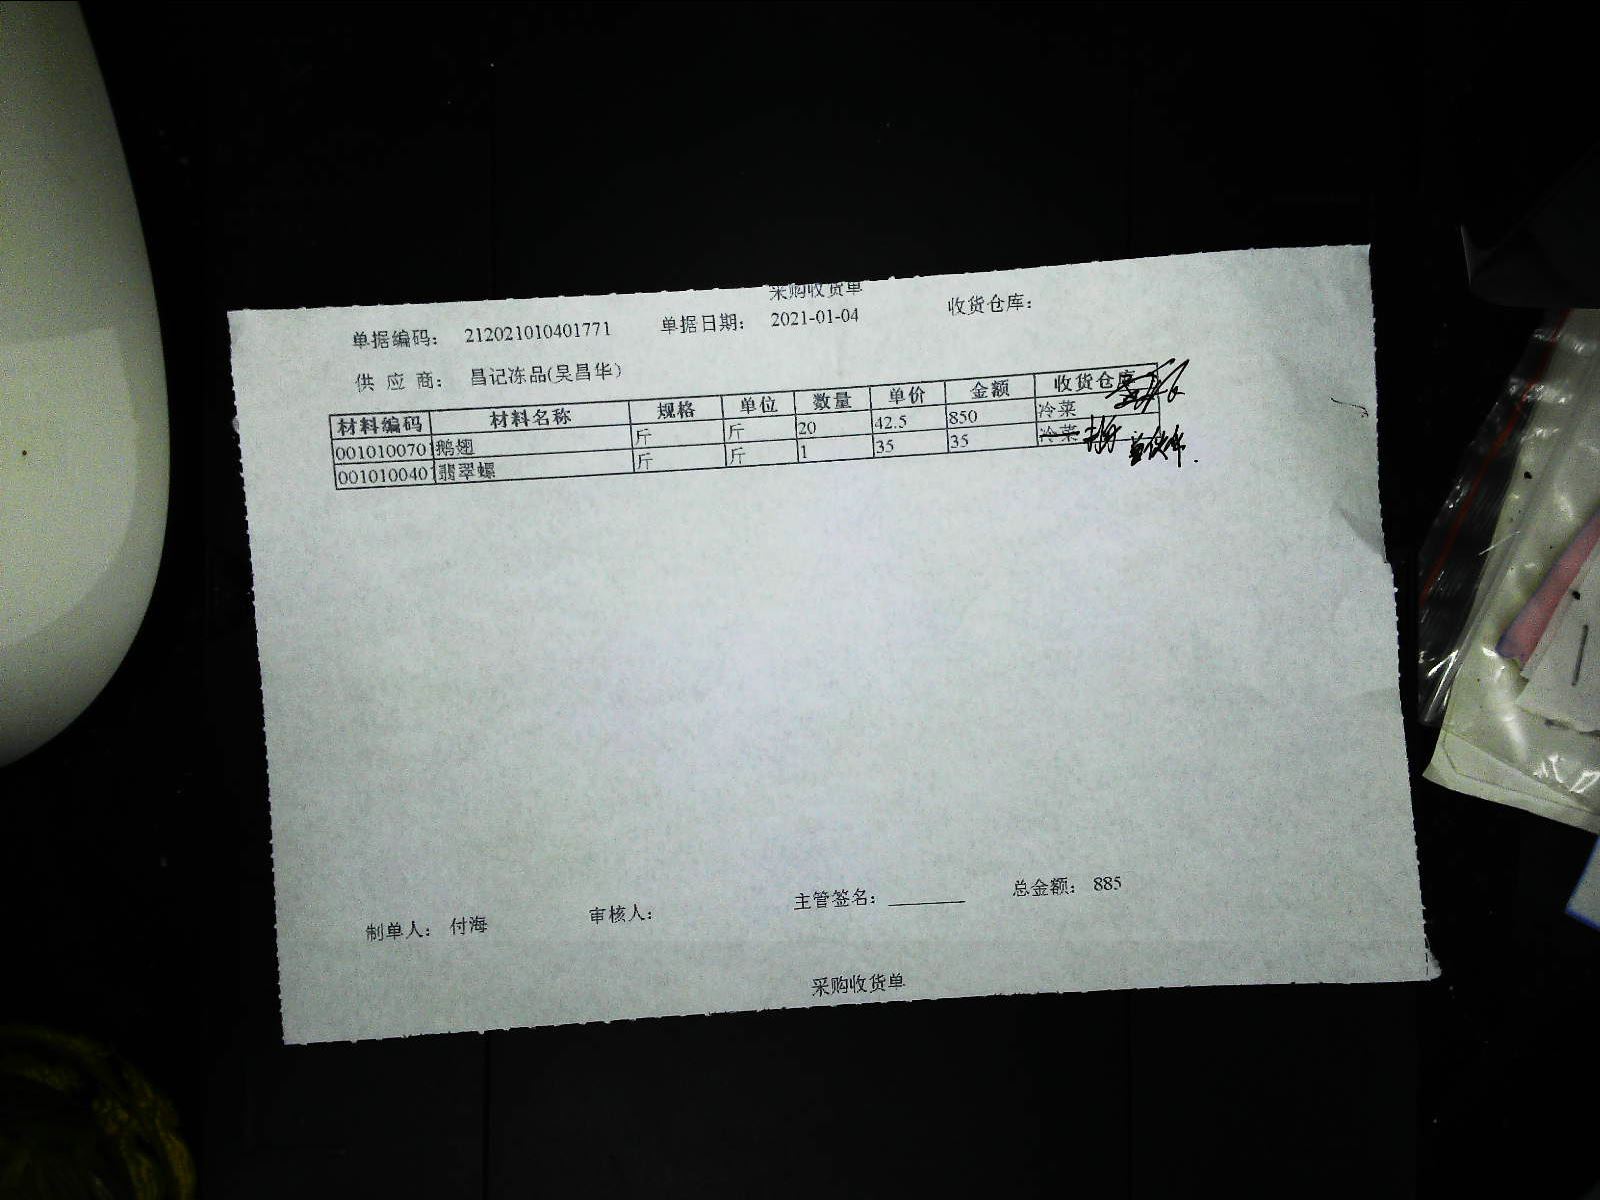 采购收货单
单据编码: 212021010401771 单据日期: 2021-01-04 收货仓库:
供 应 商: 昌记冻品(吴昌华)
材料编码 材料名称 规格 单位 数量 单价 金额 收货仓库
001010070 鹅翅 斤 斤 20 42.5 850 冷菜
001010040 翡翠螺 斤 斤 1 35 35 冷菜
制单人: 付海 审核人: 主管签名: 总金额: 885
采购收货单